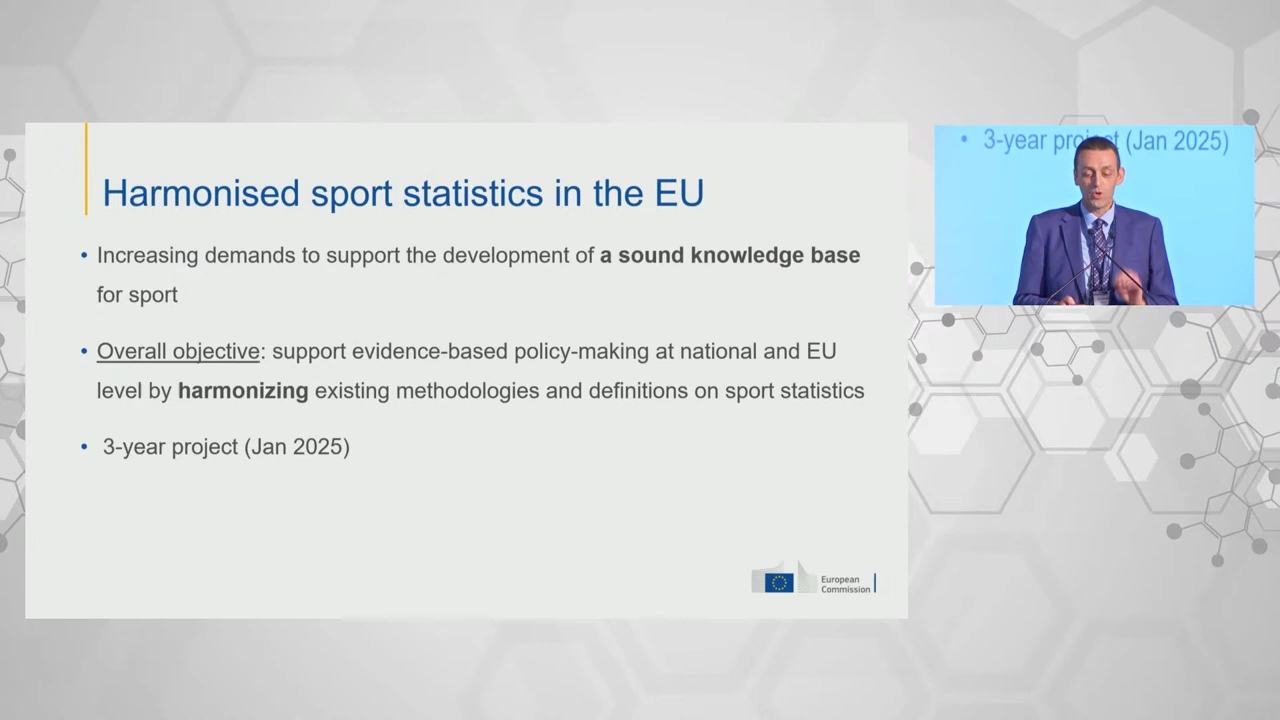 Harmonised sport statistics in the EU
• Increasing demands to support the development of a sound knowledge base
for sport
• Overall objective: support evidence-based policy-making at national and EU
level by harmonizing existing methodologies and definitions on sport statistics
• 3-year project (Jan 2025)
European
Commission
• 3-year project (Jan 2025)